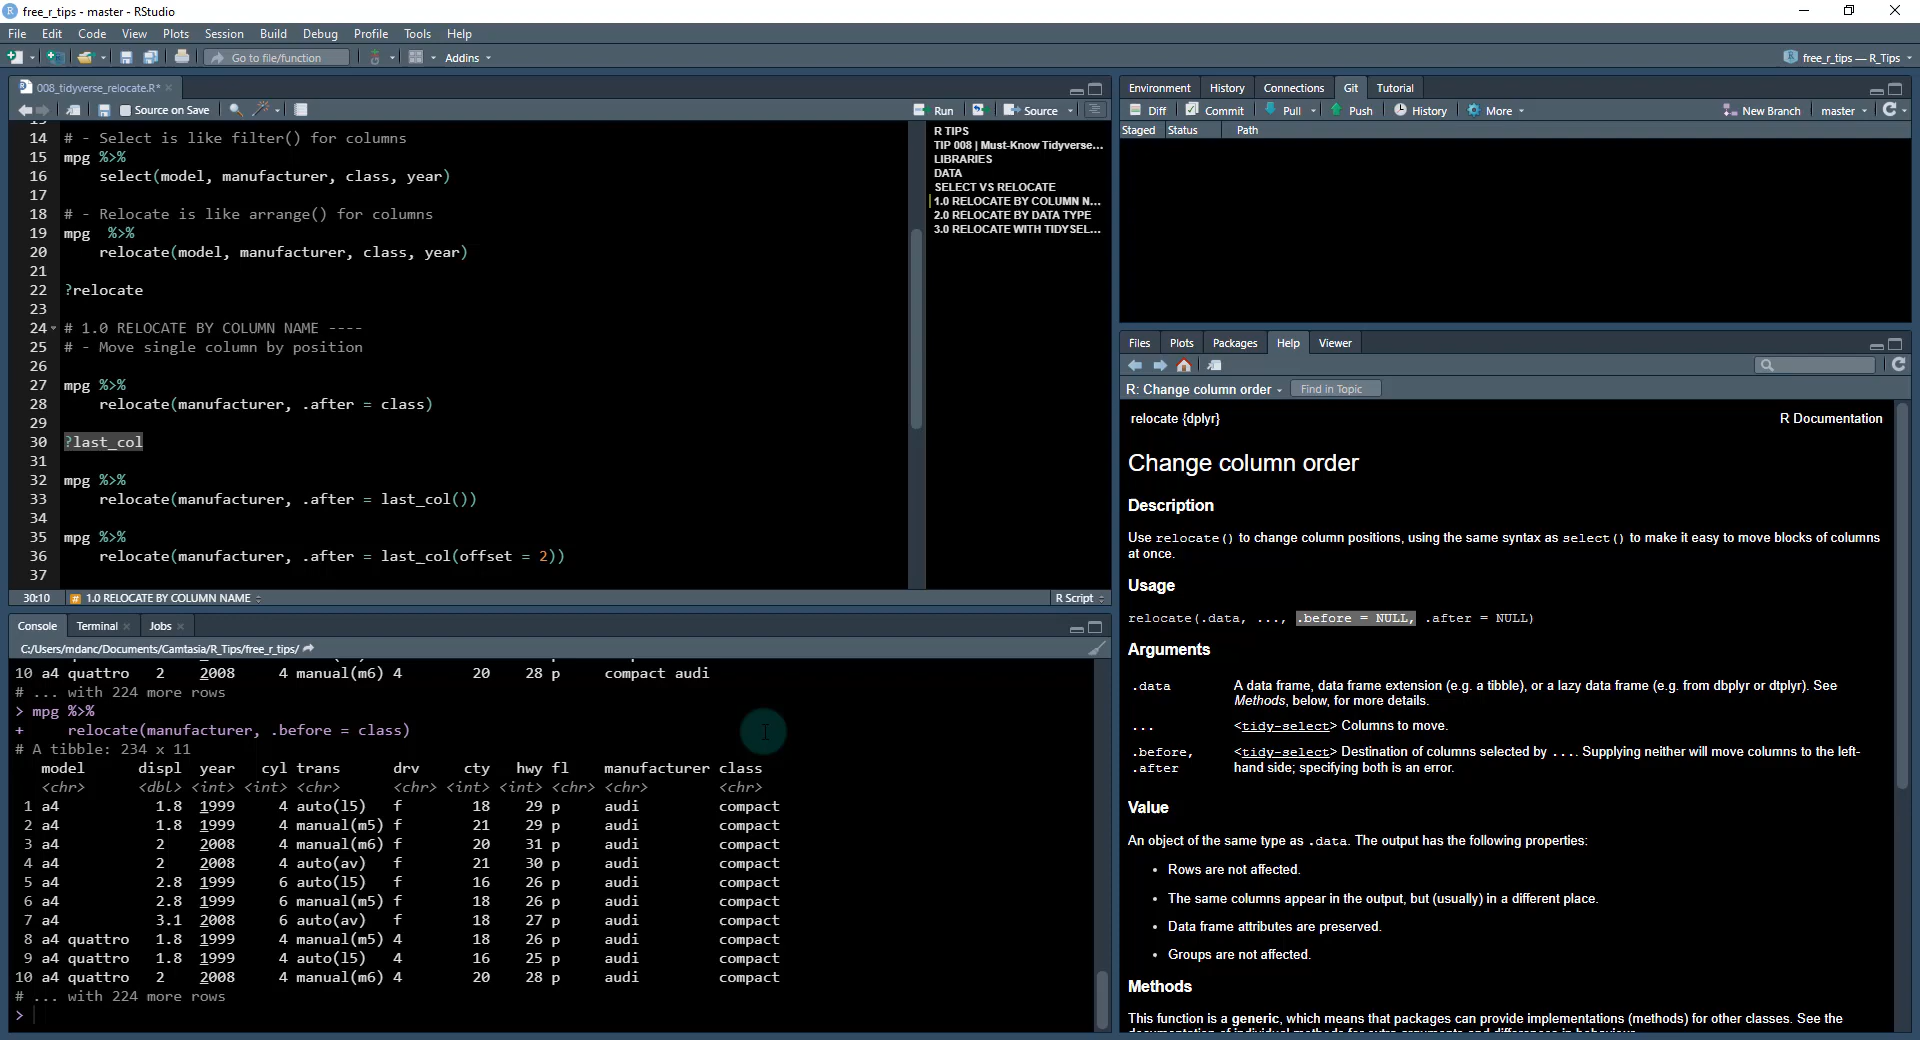 free_r_tips - master - RStudio
File Edit Code View Plots Session Build Debug Profile Tools Help
Go to file/function Addins
free_r_tips — R_Tips
008_tidyverse_relocate.R*
Source on Save Run Source
14 # - Select is like filter() for columns
15 mpg %>%
16     select(model, manufacturer, class, year)
17
18 # - Relocate is like arrange() for columns
19 mpg  %>%
20     relocate(model, manufacturer, class, year)
21
22 ?relocate
23
24 # 1.0 RELOCATE BY COLUMN NAME ----
25 # - Move single column by position
26
27 mpg %>%
28     relocate(manufacturer, .after = class)
29
30 ?last_col
31
32 mpg %>%
33     relocate(manufacturer, .after = last_col())
34
35 mpg %>%
36     relocate(manufacturer, .after = last_col(offset = 2))
37
R TIPS
TIP 008 | Must-Know Tidyverse...
LIBRARIES
DATA
SELECT VS RELOCATE
1.0 RELOCATE BY COLUMN N...
2.0 RELOCATE BY DATA TYPE
3.0 RELOCATE WITH TIDYSEL...
30:10 # 1.0 RELOCATE BY COLUMN NAME R Script
Console Terminal Jobs
C:/Users/mdanc/Documents/Camtasia/R_Tips/free_r_tips/
10 a4 quattro 2 2008 4 manual(m6) 4 20 28 p compact audi
# ... with 224 more rows
> mpg %>%
+     relocate(manufacturer, .before = class)
# A tibble: 234 x 11
model displ year cyl trans drv cty hwy fl manufacturer class
<chr> <dbl> <int> <int> <chr> <chr> <int> <int> <chr> <chr> <chr>
1 a4 1.8 1999 4 auto(l5) f 18 29 p audi compact
2 a4 1.8 1999 4 manual(m5) f 21 29 p audi compact
3 a4 2 2008 4 manual(m6) f 20 31 p audi compact
4 a4 2 2008 4 auto(av) f 21 30 p audi compact
5 a4 2.8 1999 6 auto(l5) f 16 26 p audi compact
6 a4 2.8 1999 6 manual(m5) f 18 26 p audi compact
7 a4 3.1 2008 6 auto(av) f 18 27 p audi compact
8 a4 quattro 1.8 1999 4 manual(m5) 4 18 26 p audi compact
9 a4 quattro 1.8 1999 4 auto(l5) 4 16 25 p audi compact
10 a4 quattro 2 2008 4 manual(m6) 4 20 28 p audi compact
# ... with 224 more rows
>
Environment History Connections Git Tutorial
Diff Commit Pull Push History More New Branch master
Staged Status Path
Files Plots Packages Help Viewer
R: Change column order Find in Topic
relocate {dplyr} R Documentation
Change column order
Description
Use relocate() to change column positions, using the same syntax as select() to make it easy to move blocks of columns
at once.
Usage
relocate(.data, ..., .before = NULL, .after = NULL)
Arguments
.data A data frame, data frame extension (e.g. a tibble), or a lazy data frame (e.g. from dbplyr or dtplyr). See
Methods, below, for more details.
... <tidy-select> Columns to move.
.before, <tidy-select> Destination of columns selected by .... Supplying neither will move columns to the left-
.after hand side; specifying both is an error.
Value
An object of the same type as .data. The output has the following properties:
• Rows are not affected.
• The same columns appear in the output, but (usually) in a different place.
• Data frame attributes are preserved.
• Groups are not affected.
Methods
This function is a generic, which means that packages can provide implementations (methods) for other classes. See the